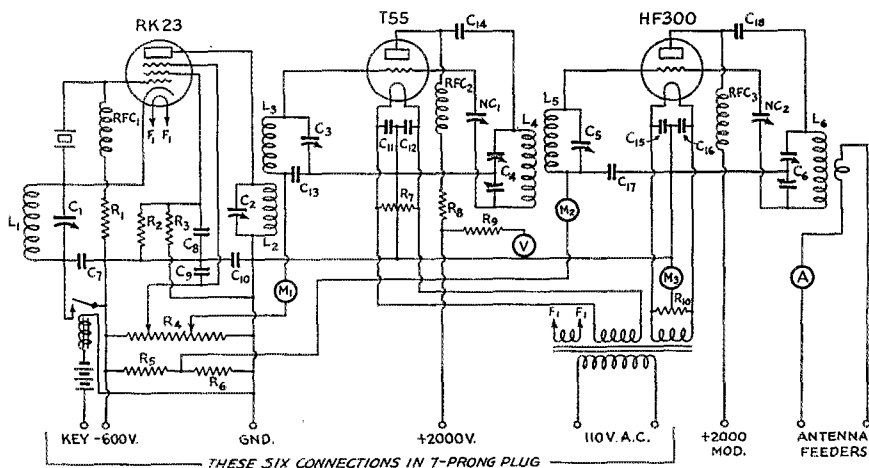 RK23 T55 HF300
C14 C18
RFC1 F1 F1 L3 C3 RFC2 NC1 L4 L5 C5 RFC3 NC2 L6
C11 C12 C4 C15 C16 C6
C13 C17
L1 C1 R1 R2 R3 C8 C2 L2 R7 R8 R9 M2
C7 C9 C10 M1 V M3 R10 A
R4 F1 F1
R5 R6
KEY -600V. GND. +2000V. 110V. A.C. +2000 MOD. ANTENNA FEEDERS
THESE SIX CONNECTIONS IN 7-PRONG PLUG